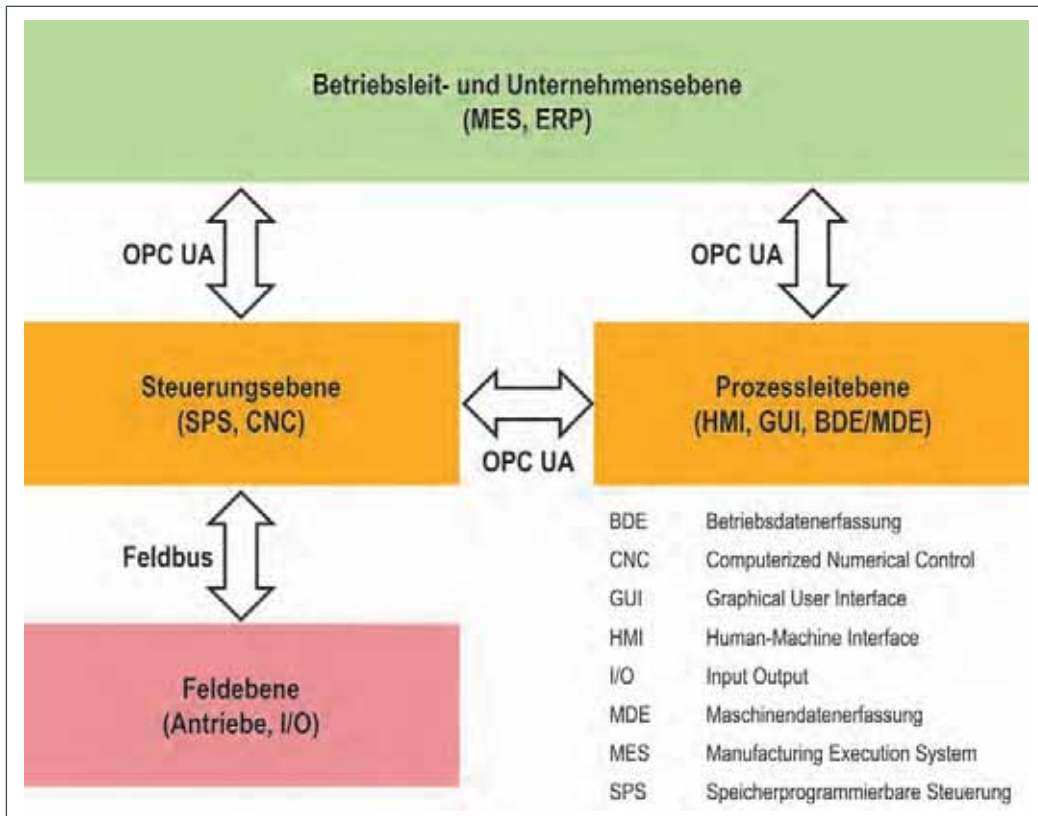 Betriebsleit- und Unternehmensebene
(MES, ERP)
OPC UA
OPC UA
Steuerungsebene
(SPS, CNC)
OPC UA
Prozessleitebene
(HMI, GUI, BDE/MDE)
Feldbus
Feldebene
(Antriebe, I/O)
BDE Betriebsdatenerfassung
CNC Computerized Numerical Control
GUI Graphical User Interface
HMI Human-Machine Interface
I/O Input Output
MDE Maschinendatenerfassung
MES Manufacturing Execution System
SPS Speicherprogrammierbare Steuerung